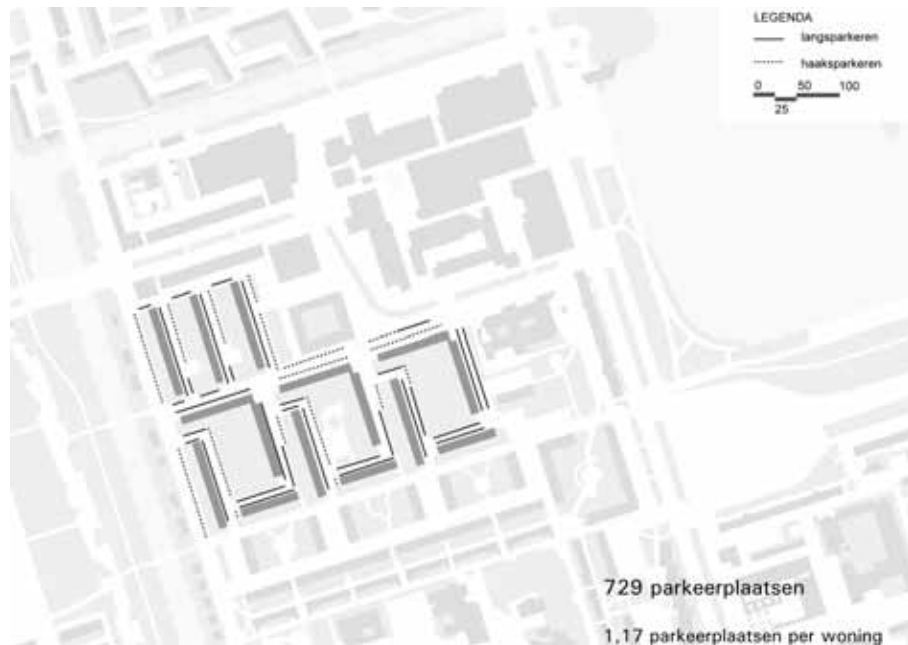 LEGENDA
langsparkeren
haaksparkeren
0 50 100
25
729 parkeerplaatsen
1,17 parkeerplaatsen per woning